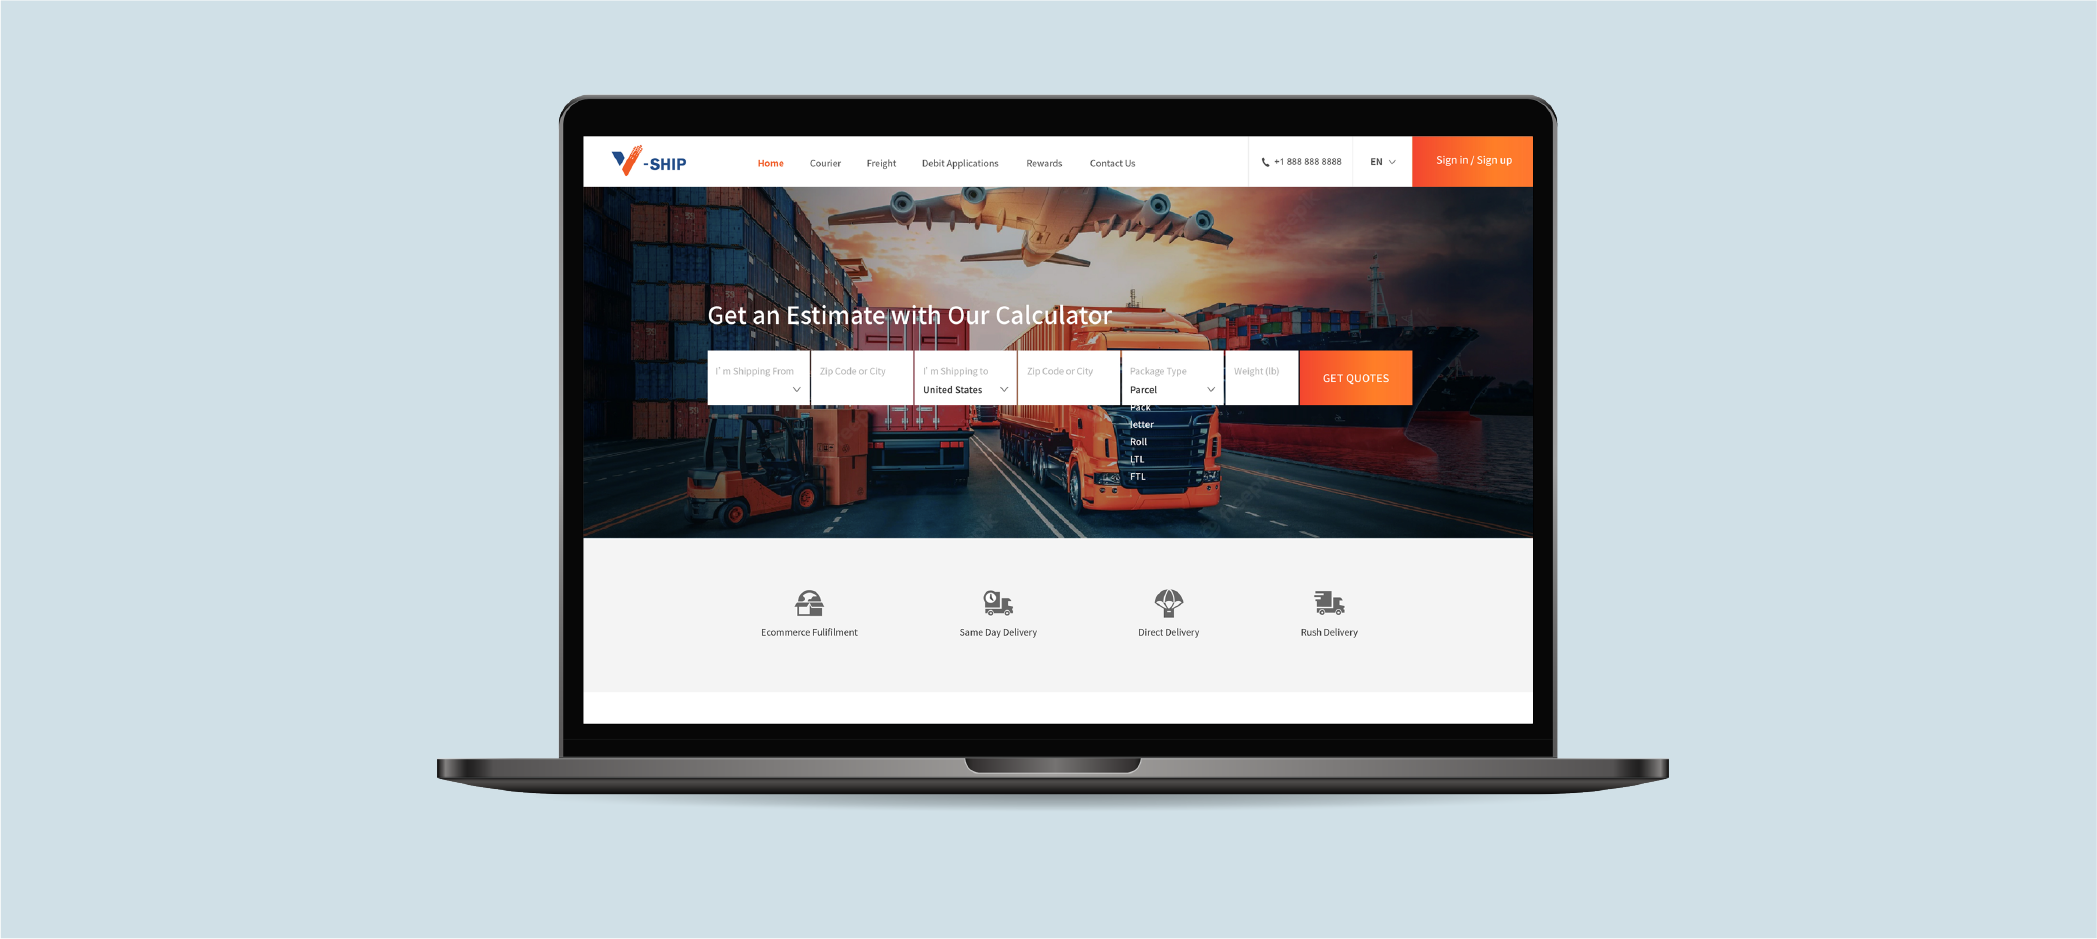 V-SHIP
Home Courier Freight Debit Applications Rewards Contact Us
+1 888 888 8888
EN
Sign in / Sign up
Get an Estimate with Our Calculator
I'm Shipping From
Zip Code or City
I'm Shipping to
United States
Zip Code or City
Package Type
Parcel
Pack
letter
Roll
LTL
FTL
Weight (lb)
GET QUOTES
Ecommerce Fulifilment
Same Day Delivery
Direct Delivery
Rush Delivery